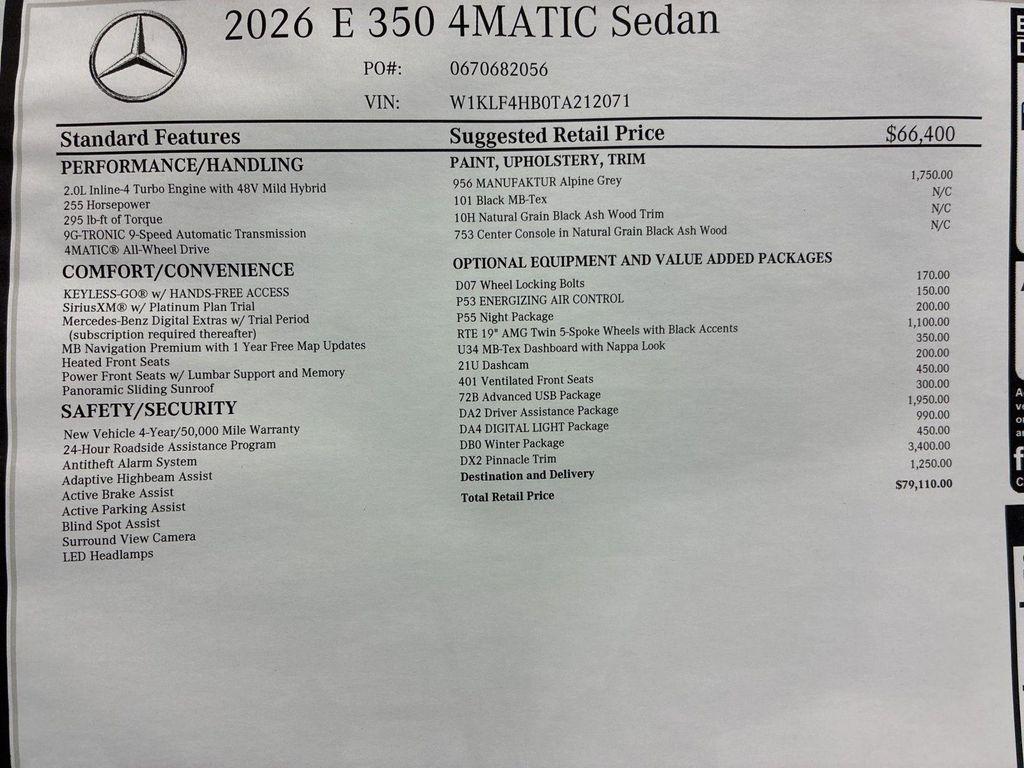 2026 E 350 4MATIC Sedan
PO#: 0670682056
VIN: W1KLF4HB0TA212071
Standard Features
PERFORMANCE/HANDLING
2.0L Inline-4 Turbo Engine with 48V Mild Hybrid
255 Horsepower
295 lb-ft of Torque
9G-TRONIC 9-Speed Automatic Transmission
4MATIC® All-Wheel Drive
COMFORT/CONVENIENCE
KEYLESS-GO® w/ HANDS-FREE ACCESS
SiriusXM® w/ Platinum Plan Trial
Mercedes-Benz Digital Extras w/ Trial Period
(subscription required thereafter)
MB Navigation Premium with 1 Year Free Map Updates
Heated Front Seats
Power Front Seats w/ Lumbar Support and Memory
Panoramic Sliding Sunroof
SAFETY/SECURITY
New Vehicle 4-Year/50,000 Mile Warranty
24-Hour Roadside Assistance Program
Antitheft Alarm System
Adaptive Highbeam Assist
Active Brake Assist
Active Parking Assist
Blind Spot Assist
Surround View Camera
LED Headlamps
Suggested Retail Price $66,400
PAINT, UPHOLSTERY, TRIM
956 MANUFAKTUR Alpine Grey 1,750.00
101 Black MB-Tex N/C
10H Natural Grain Black Ash Wood Trim N/C
753 Center Console in Natural Grain Black Ash Wood N/C
OPTIONAL EQUIPMENT AND VALUE ADDED PACKAGES
D07 Wheel Locking Bolts 170.00
P53 ENERGIZING AIR CONTROL 150.00
P55 Night Package 200.00
RTE 19" AMG Twin 5-Spoke Wheels with Black Accents 1,100.00
U34 MB-Tex Dashboard with Nappa Look 350.00
21U Dashcam 200.00
401 Ventilated Front Seats 450.00
72B Advanced USB Package 300.00
DA2 Driver Assistance Package 1,950.00
DA4 DIGITAL LIGHT Package 990.00
DB0 Winter Package 450.00
DX2 Pinnacle Trim 3,400.00
Destination and Delivery 1,250.00
Total Retail Price $79,110.00